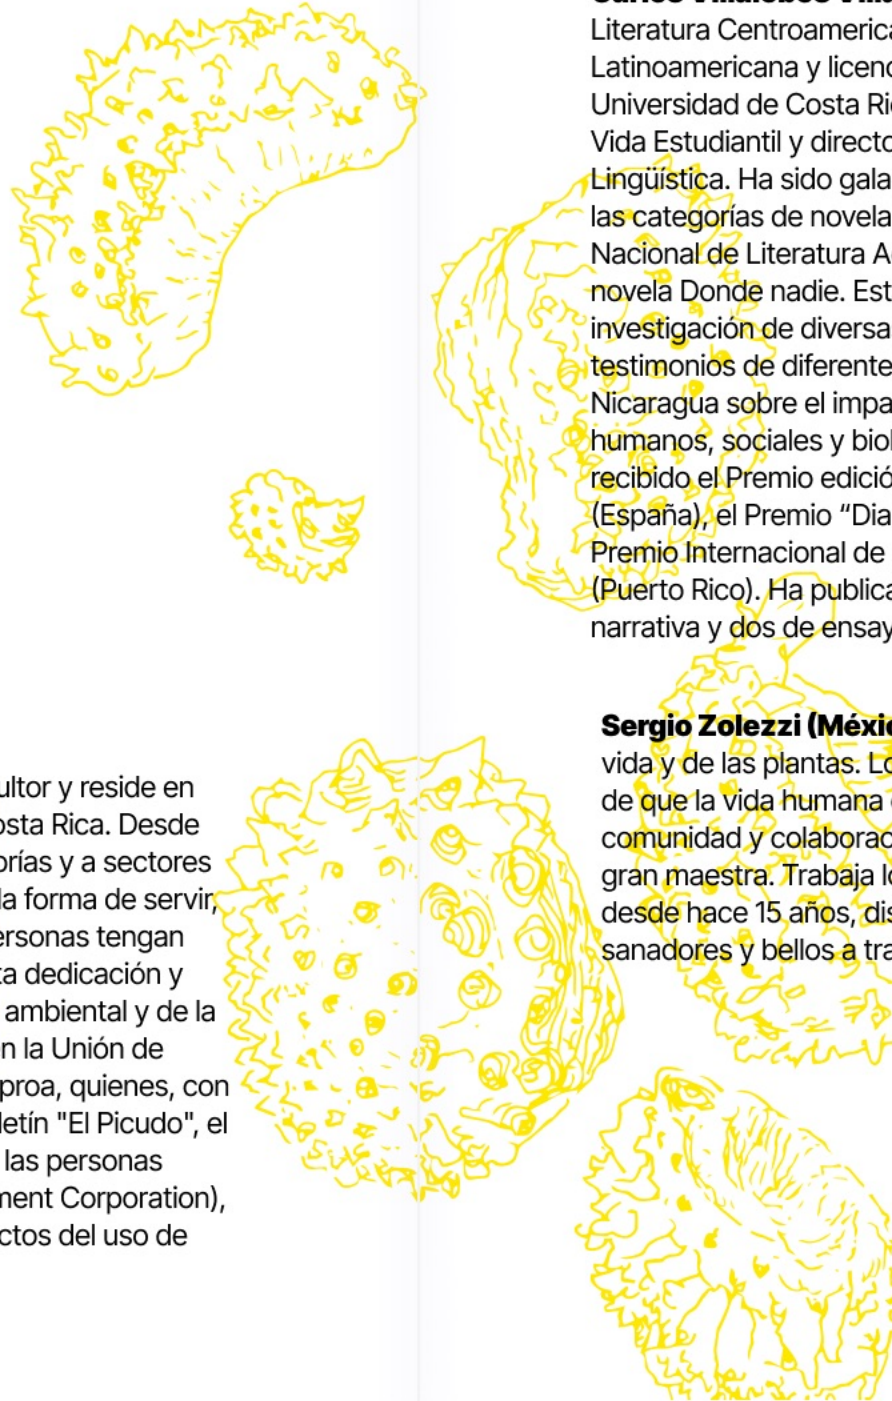 ultor y reside en
osta Rica. Desde
orías y a sectores
la forma de servir,
ersonas tengan
ta dedicación y
ambiental y de la
n la Unión de
proa, quienes, con
letín "El Picudo", el
las personas
ment Corporation),
ctos del uso de
Carlos Villalobos Villa
Literatura Centroameric
Latinoamericana y licenc
Universidad de Costa Ri
Vida Estudiantil y directo
Lingüística. Ha sido gala
las categorías de novela
Nacional de Literatura A
novela Donde nadie. Est
investigación de diversa
testimonios de diferente
Nicaragua sobre el impa
humanos, sociales y biol
recibido el Premio edició
(España), el Premio “Dia
Premio Internacional de
(Puerto Rico). Ha publica
narrativa y dos de ensay
Sergio Zolezzi (Méxic
vida y de las plantas. Lo
de que la vida humana
comunidad y colaborac
gran maestra. Trabaja lo
desde hace 15 años, dis
sanadores y bellos a tra